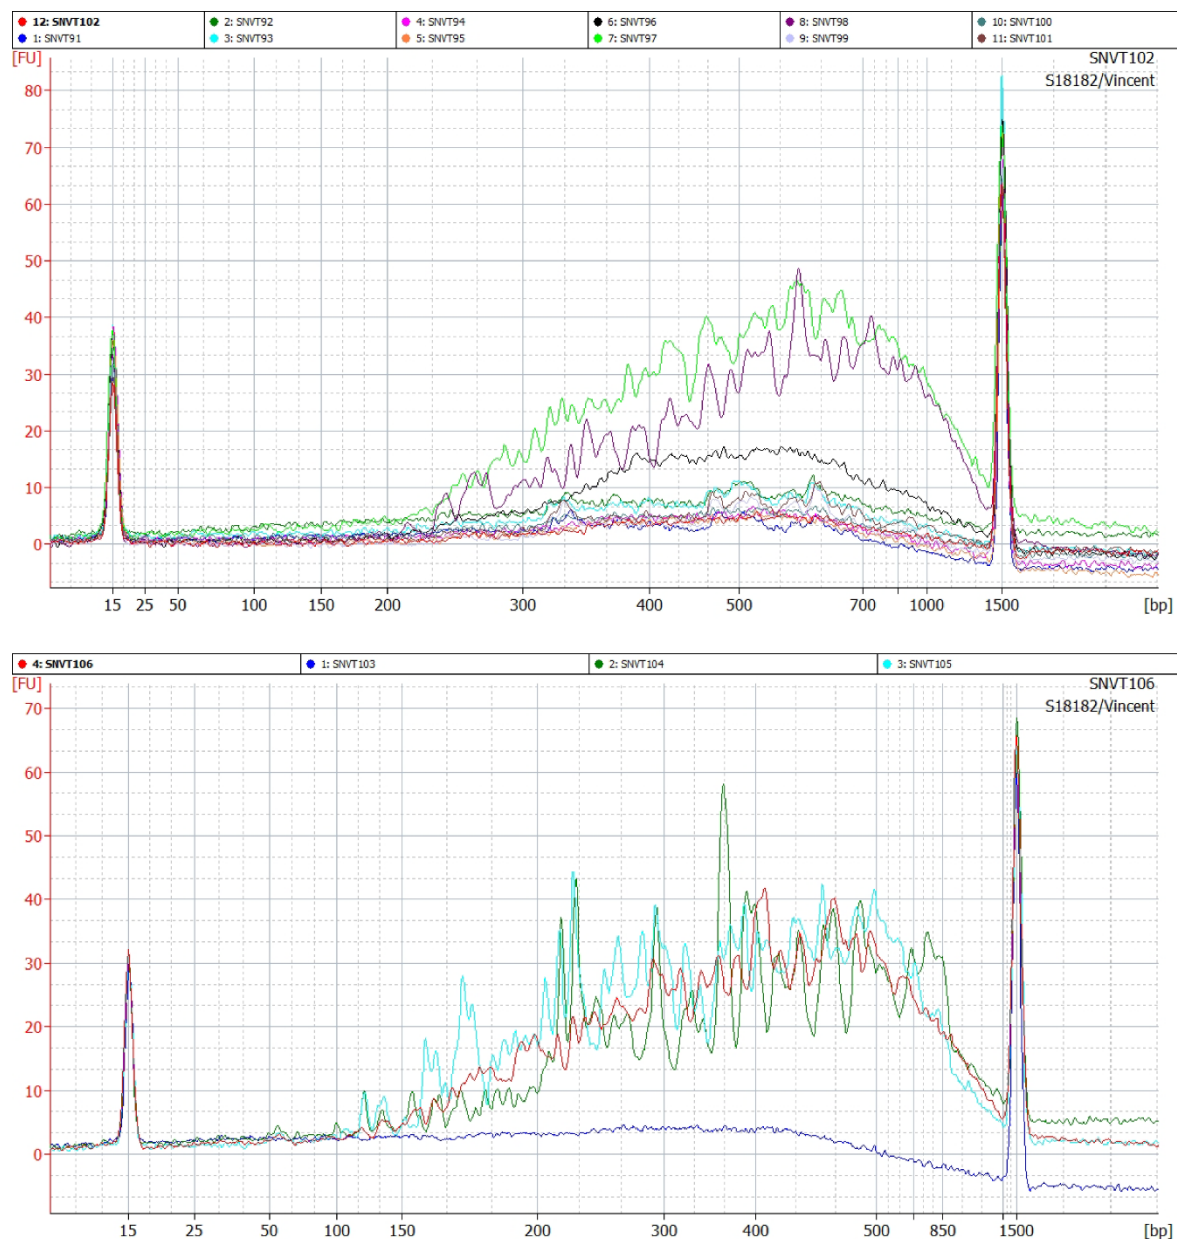 12: SNVT102 2: SNVT92 4: SNVT94 6: SNVT96 8: SNVT98 10: SNVT100
1: SNVT91 3: SNVT93 5: SNVT95 7: SNVT97 9: SNVT99 11: SNVT101
[FU] SNVT102
S18182/Vincent
80
70
60
50
40
30
20
10
0
15 25 50 100 150 200 300 400 500 700 1000 1500 [bp]
4: SNVT106 1: SNVT103 2: SNVT104 3: SNVT105
[FU] SNVT106
S18182/Vincent
70
60
50
40
30
20
10
0
15 25 50 100 150 200 300 400 500 850 1500 [bp]